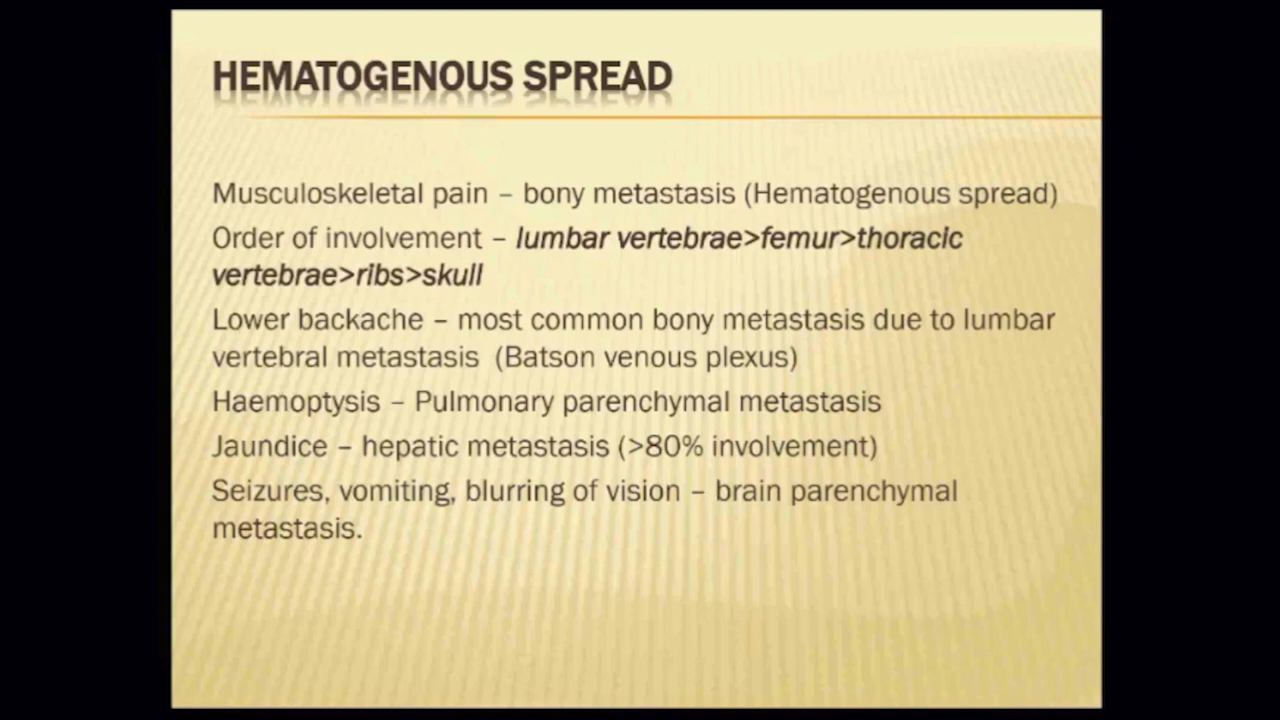 HEMATOGENOUS SPREAD
Musculoskeletal pain – bony metastasis (Hematogenous spread)
Order of involvement – lumbar vertebrae>femur>thoracic
vertebrae>ribs>skull
Lower backache – most common bony metastasis due to lumbar
vertebral metastasis (Batson venous plexus)
Haemoptysis – Pulmonary parenchymal metastasis
Jaundice – hepatic metastasis (>80% involvement)
Seizures, vomiting, blurring of vision – brain parenchymal
metastasis.